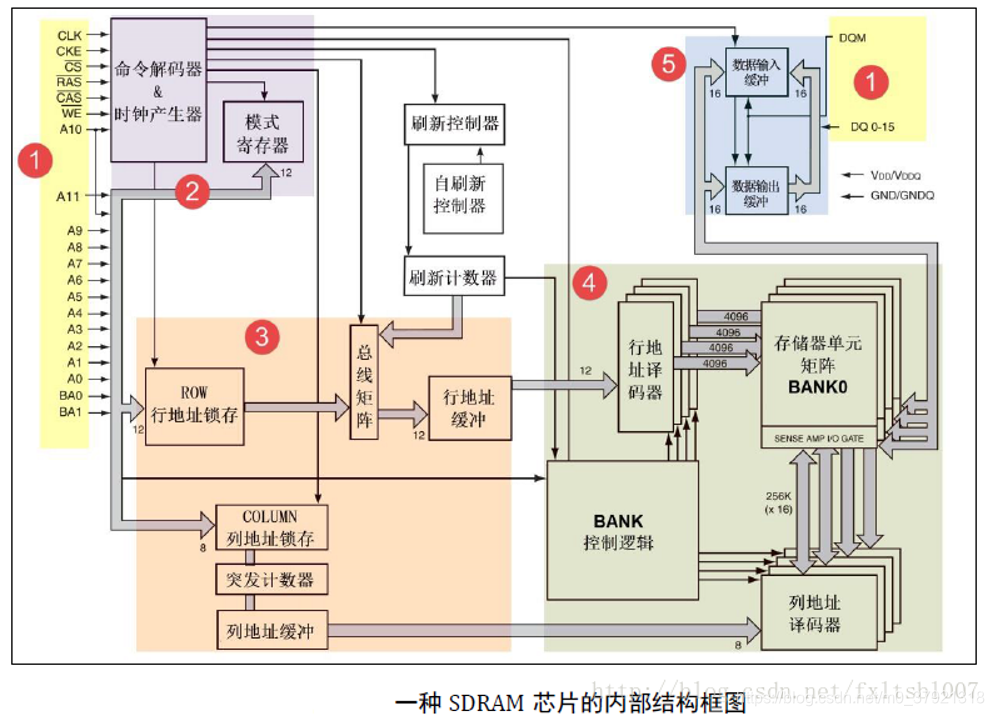 CLK
CKE
CS
RAS
CAS
WE
A10
1
A11
A9
A8
A7
A6
A5
A4
A3
A2
A1
A0
BA0
BA1
命令解码器
&
时钟产生器
模式
寄存器
12
2
刷新控制器
自刷新
控制器
刷新计数器
5
数据输入
缓冲
16
16
数据输出
缓冲
16
16
DQM
1
DQ 0-15
VDD/VDDQ
GND/GNDQ
3
12
ROW
行地址锁存
总
线
矩
阵
12
行地址
缓冲
8
COLUMN
列地址锁存
突发计数器
列地址缓冲
4
12
行地
址译
码器
4096
4096
4096
4096
存储器单元
矩阵
BANK0
SENSE AMP I/O GATE
BANK
控制逻辑
256K
(x 16)
列地址
译码器
8
一种 SDRAM 芯片的内部结构框图
http://blog.csdn.net/fxltsbl007